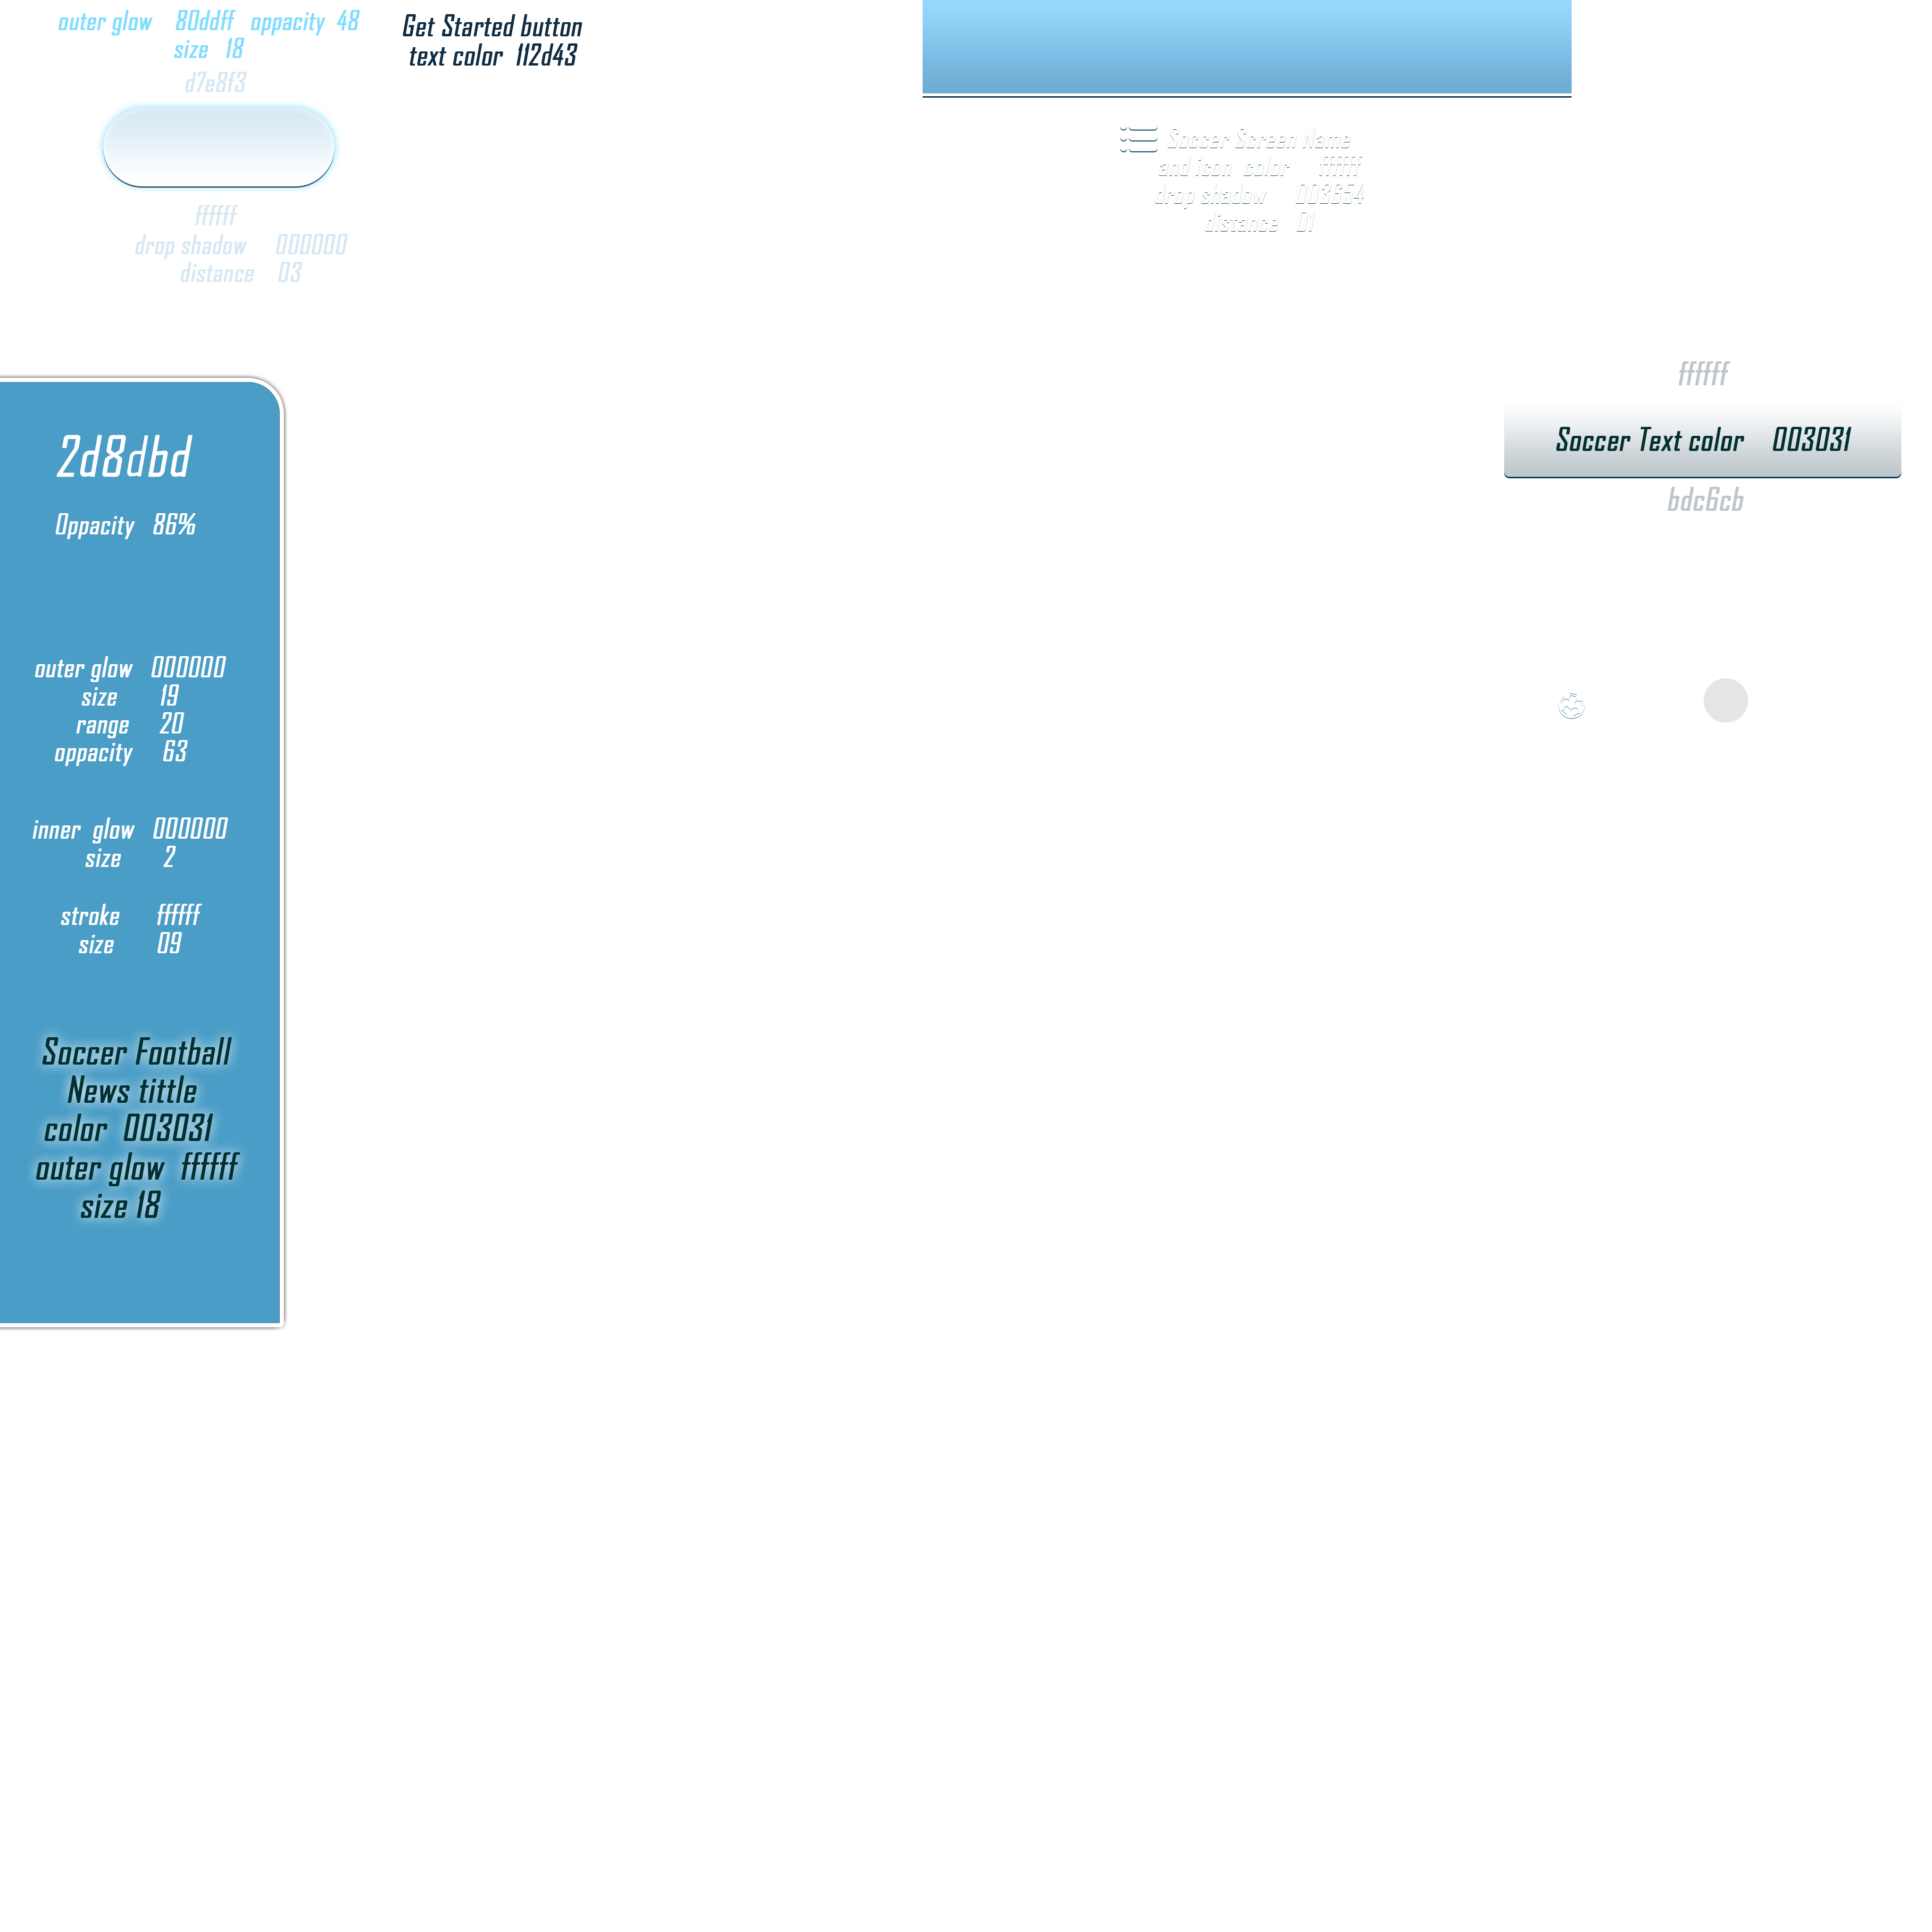 outer glow 80ddff oppacity 48
size 18
d7e8f3
ffffff
drop shadow 000000
distance 03
Get Started button
text color 112d43
Soccer Screen Name
and icon color ffffff
drop shadow 003654
distance 01
ffffff
Soccer Text color 003031
bdc6cb
2d8dbd
Oppacity 86%
outer glow 000000
size 19
range 20
oppacity 63
inner glow 000000
size 2
stroke ffffff
size 09
Soccer Football
News tittle
color 003031
outer glow ffffff
size 18